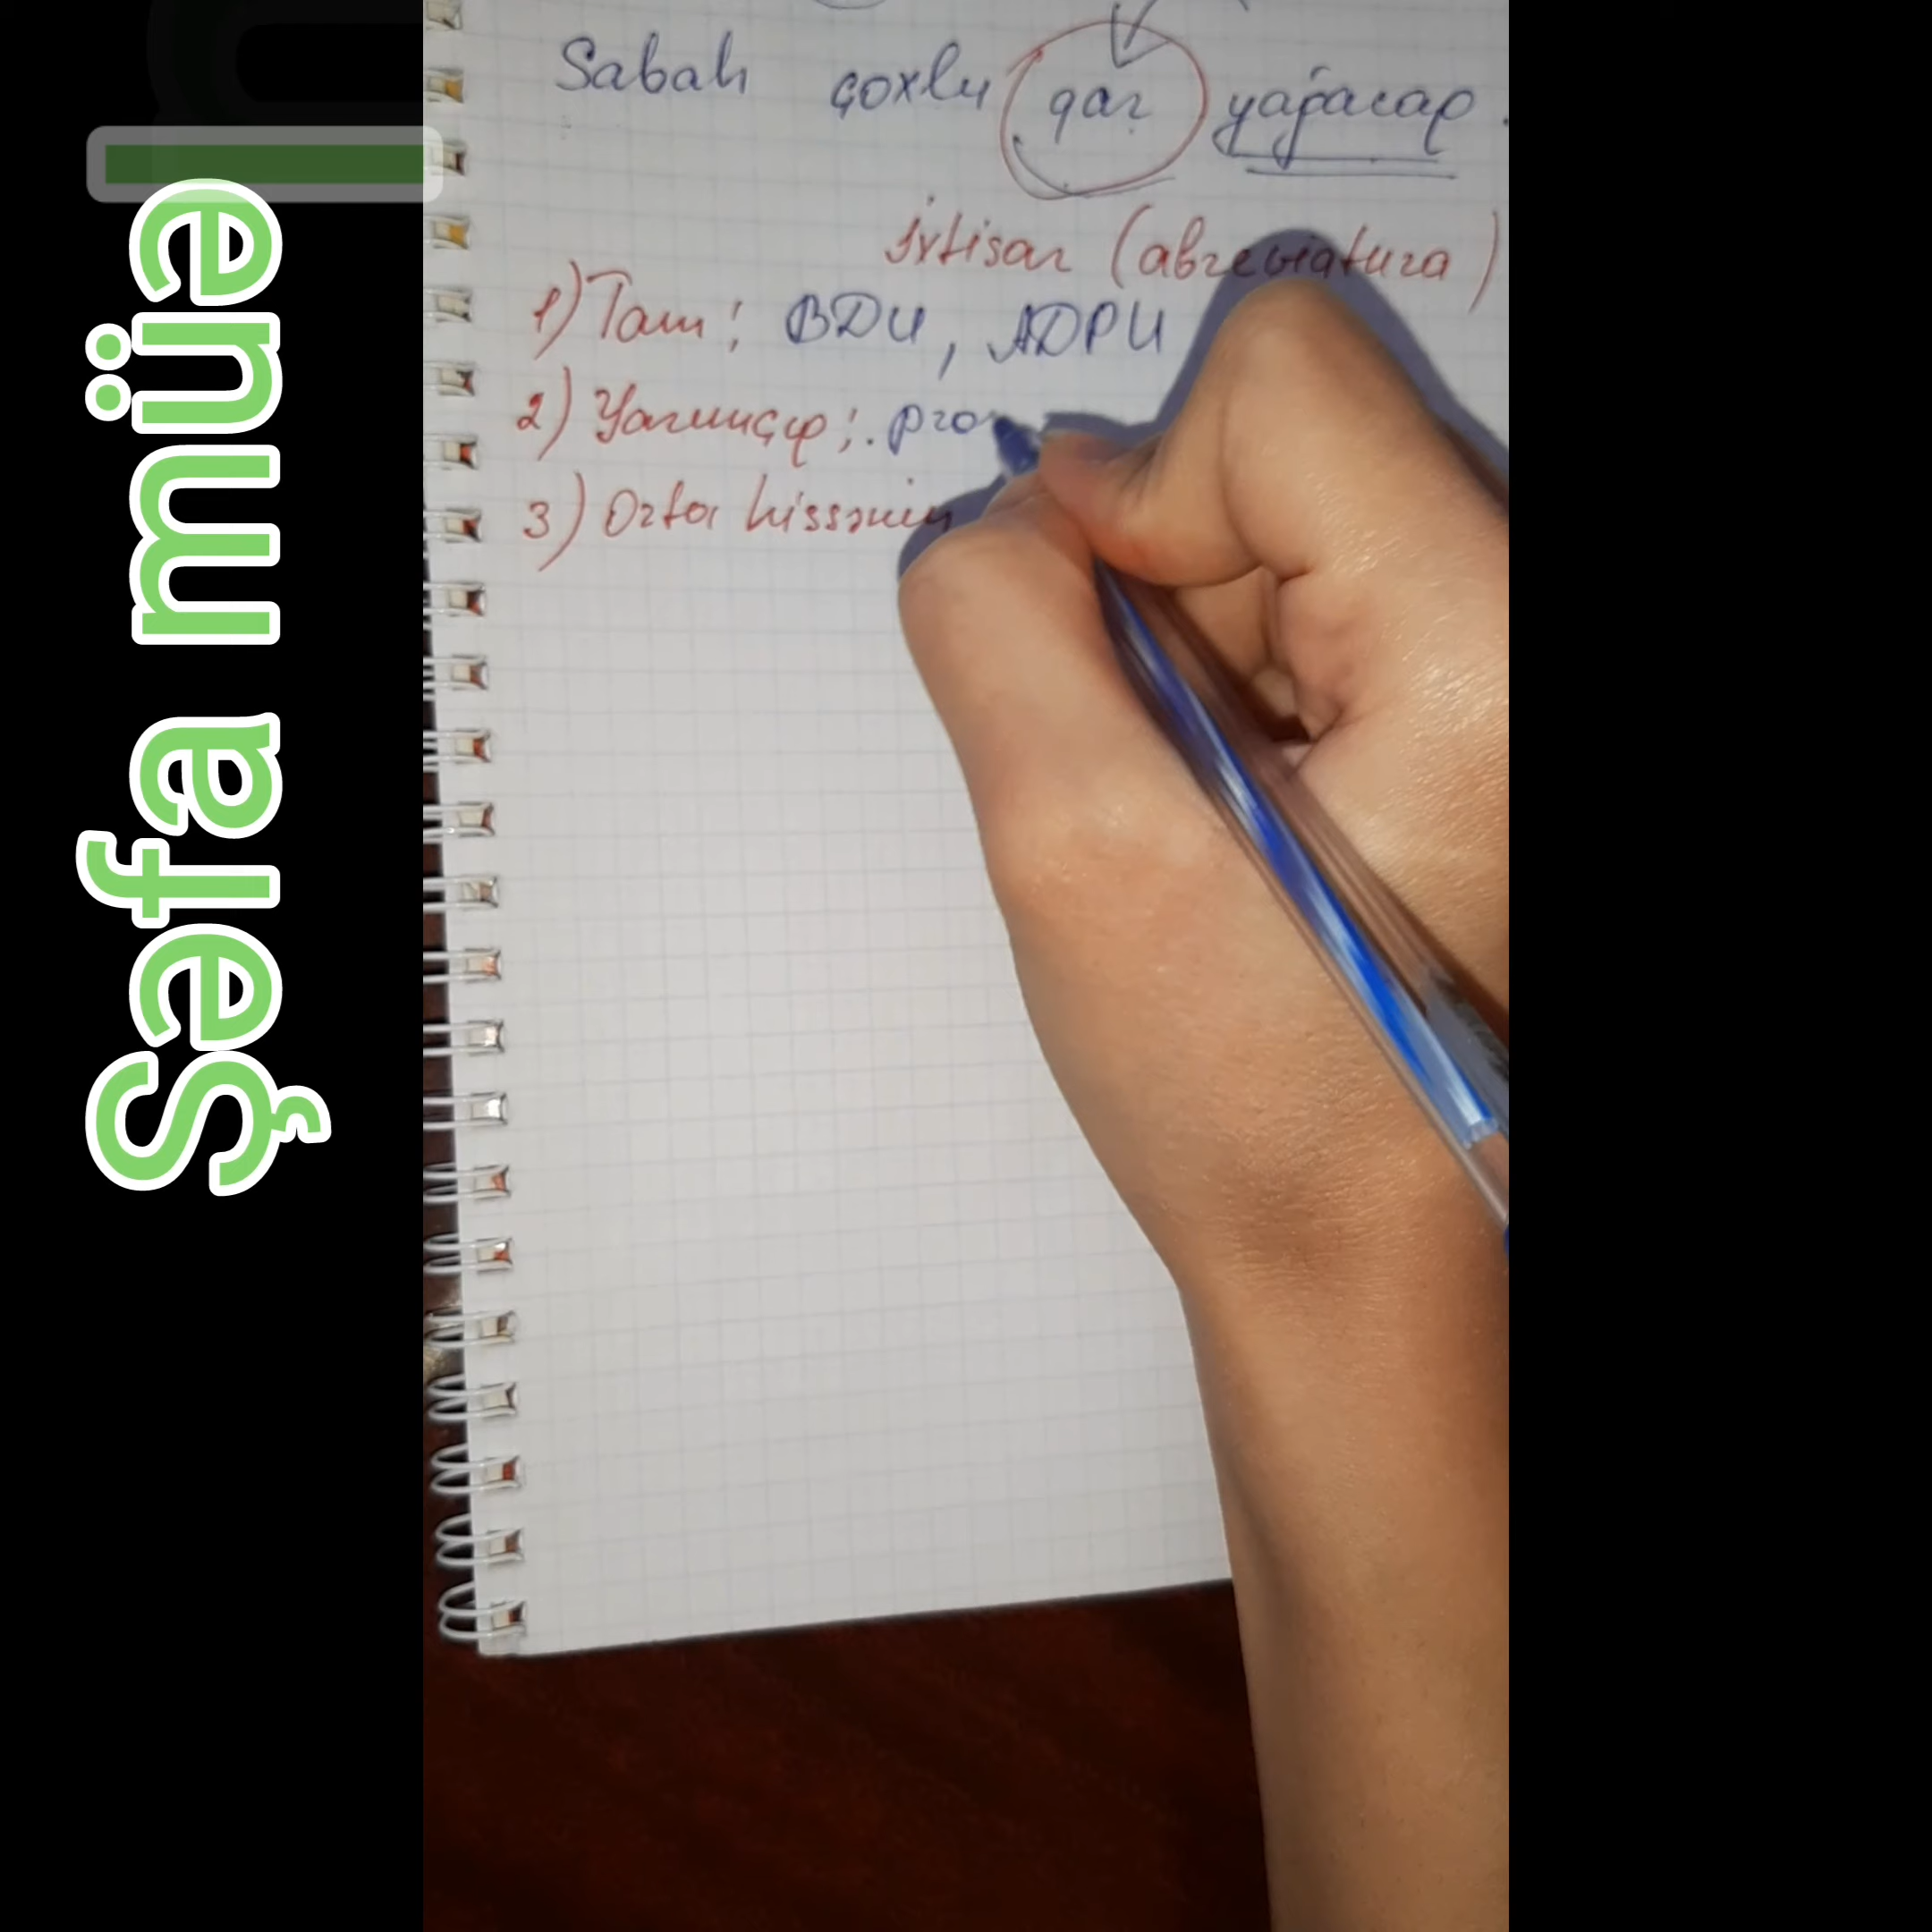 Şəfa müəl
Sabah çoxlu qar yağacaq.
İxtisar (abreviatura)
1) Tam: BDU, ADPU
2) Yarımçıq: pro
3) Orta hissənin